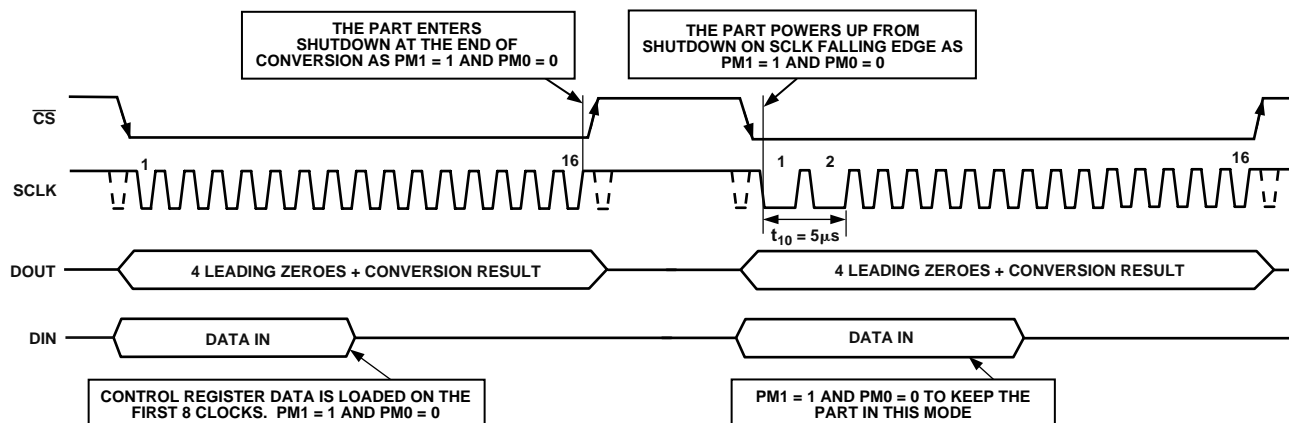 THE PART ENTERS
SHUTDOWN AT THE END OF
CONVERSION AS PM1 = 1 AND PM0 = 0
THE PART POWERS UP FROM
SHUTDOWN ON SCLK FALLING EDGE AS
PM1 = 1 AND PM0 = 0
CS
SCLK
1
16
1
2
16
t10 = 5µs
DOUT
4 LEADING ZEROES + CONVERSION RESULT
4 LEADING ZEROES + CONVERSION RESULT
DIN
DATA IN
DATA IN
CONTROL REGISTER DATA IS LOADED ON THE
FIRST 8 CLOCKS. PM1 = 1 AND PM0 = 0
PM1 = 1 AND PM0 = 0 TO KEEP THE
PART IN THIS MODE